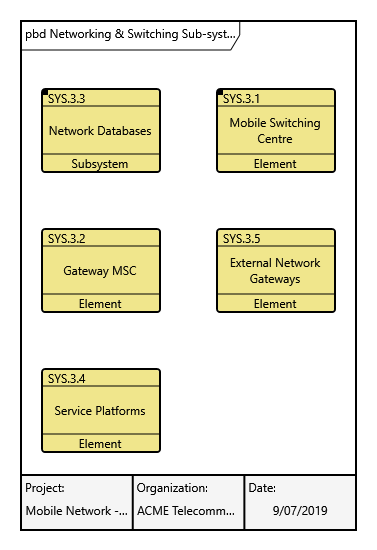 pbd Networking & Switching Sub-syst...
SYS.3.3
Network Databases
Subsystem
SYS.3.1
Mobile Switching
Centre
Element
SYS.3.2
Gateway MSC
Element
SYS.3.5
External Network
Gateways
Element
SYS.3.4
Service Platforms
Element
Project:
Mobile Network -...
Organization:
ACME Telecomm...
Date:
9/07/2019